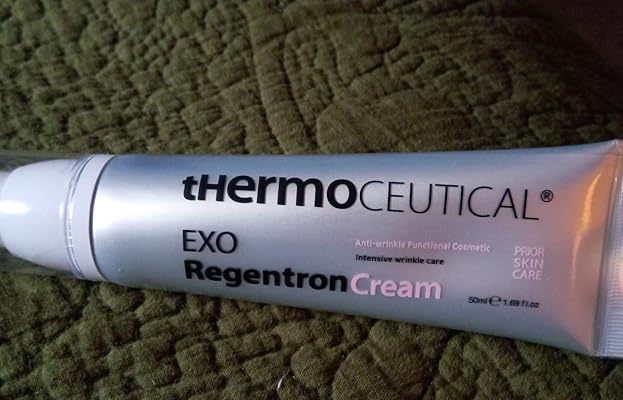 tHermoCEUTICAL®
EXO
RegentronCream
Anti-wrinkle Functional Cosmetic
Intensive wrinkle care
PRIOR
SKIN
CARE
50ml ℮ 1.69 fl.oz